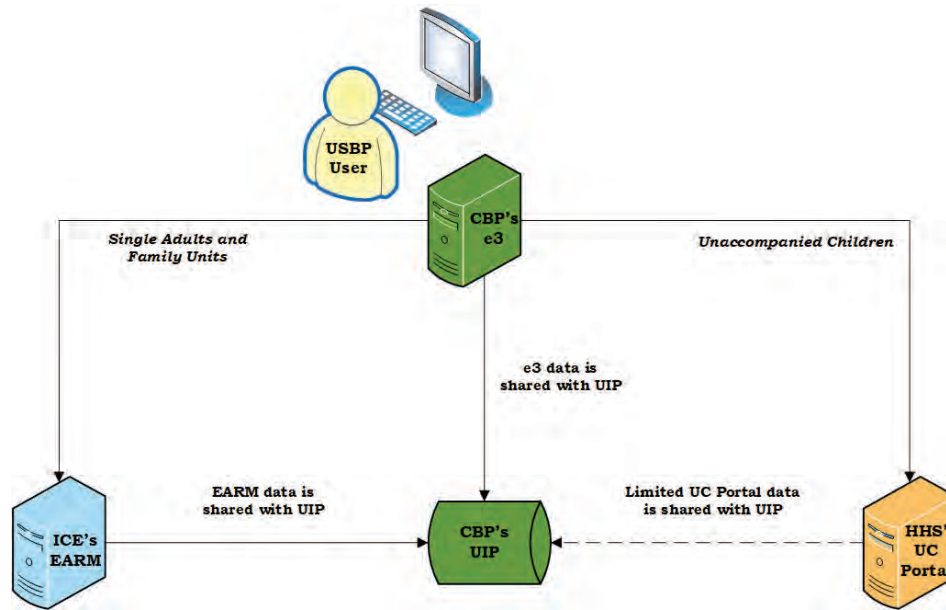 USBP
User
CBP's
e3
Single Adults and
Family Units
Unaccompanied Children
e3 data is
shared with UIP
EARM data is
shared with UIP
Limited UC Portal data
is shared with UIP
ICE's
EARM
CBP's
UIP
HHS'
UC
Portal